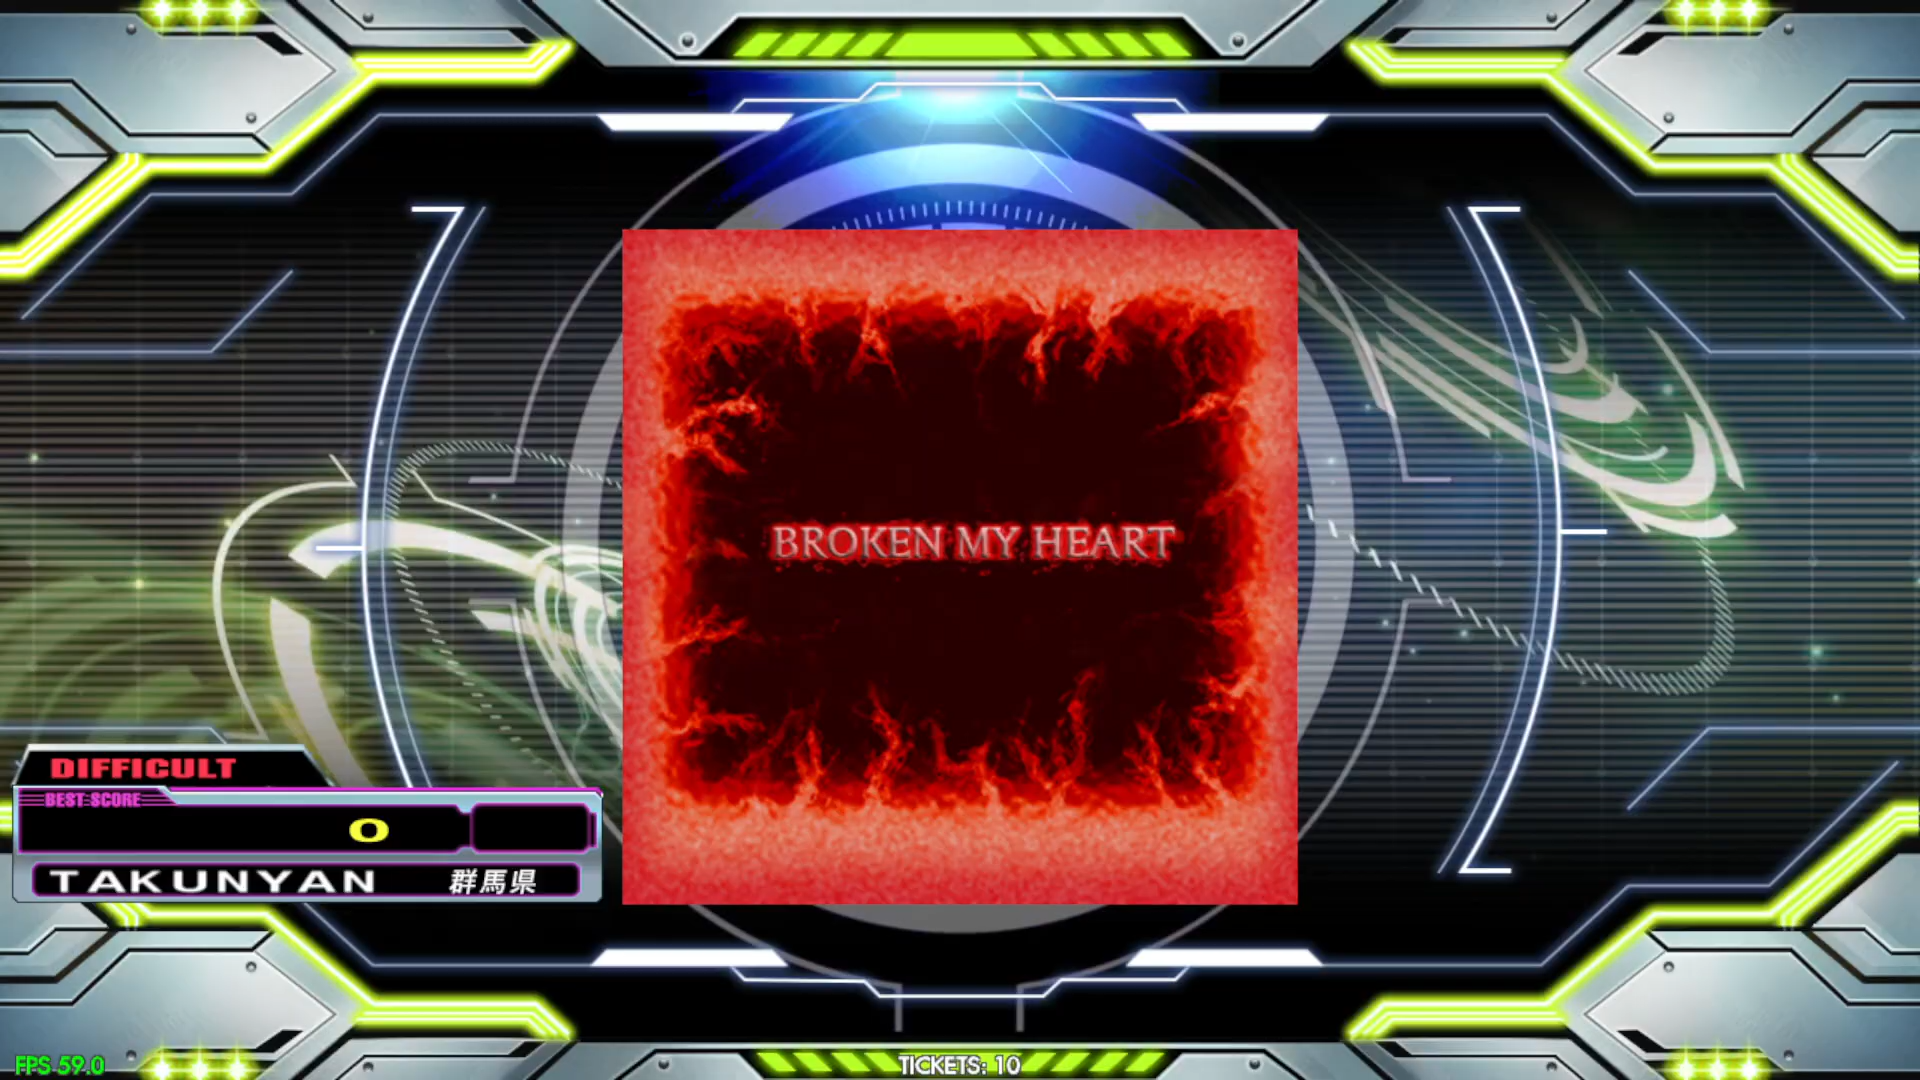 BROKEN MY HEART
DIFFICULT
BEST SCORE
0
TAKUNYAN 群馬県
FPS 59.0
TICKETS: 10